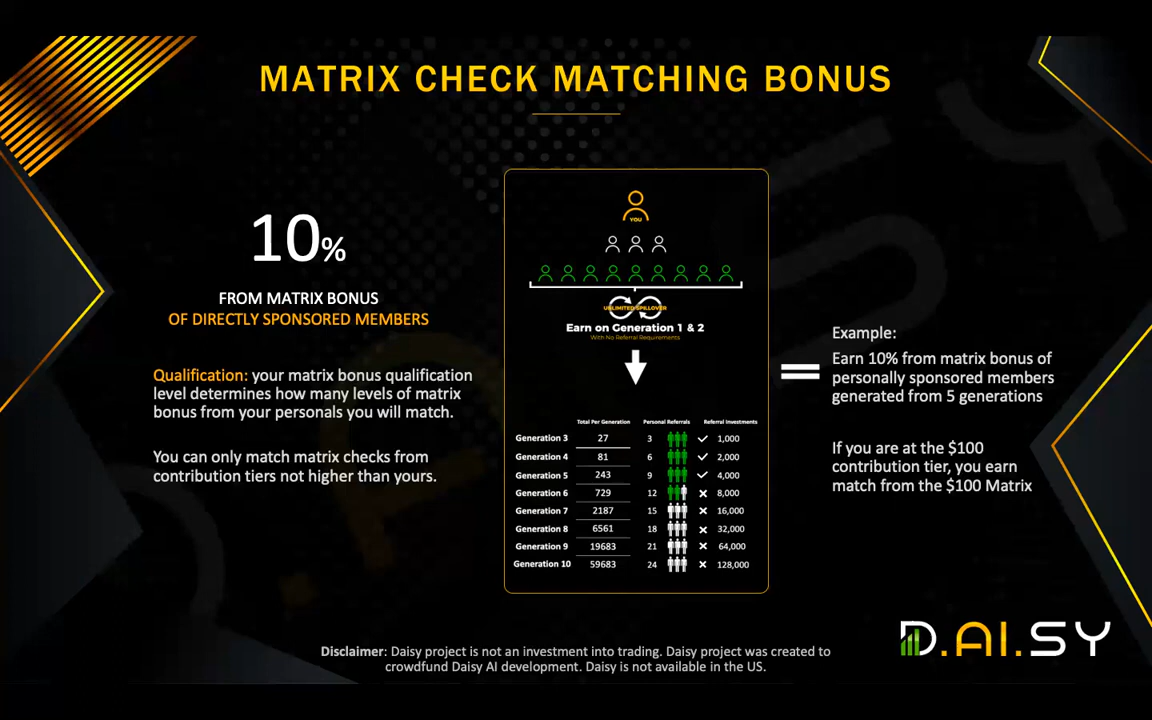 MATRIX CHECK MATCHING BONUS
10%
FROM MATRIX BONUS
OF DIRECTLY SPONSORED MEMBERS
Qualification: your matrix bonus qualification
level determines how many levels of matrix
bonus from your personals you will match.
You can only match matrix checks from
contribution tiers not higher than yours.
YOU
UNLIMITED SPILLOVER
Earn on Generation 1 & 2
With No Referral Requirements
Total Per Generation Personal Referrals Referral Investments
Generation 3 27 3 ✓ 1,000
Generation 4 81 6 ✓ 2,000
Generation 5 243 9 ✓ 4,000
Generation 6 729 12 ✕ 8,000
Generation 7 2187 15 ✕ 16,000
Generation 8 6561 18 ✕ 32,000
Generation 9 19683 21 ✕ 64,000
Generation 10 59683 24 ✕ 128,000
=
Example:
Earn 10% from matrix bonus of
personally sponsored members
generated from 5 generations
If you are at the $100
contribution tier, you earn
match from the $100 Matrix
D.AI.SY
Disclaimer: Daisy project is not an investment into trading. Daisy project was created to
crowdfund Daisy AI development. Daisy is not available in the US.